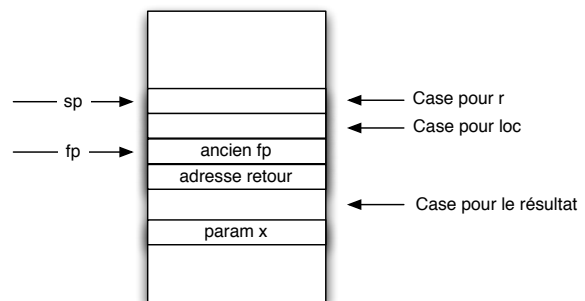 sp
Case pour r
Case pour loc
fp
ancien fp
adresse retour
Case pour le résultat
param x